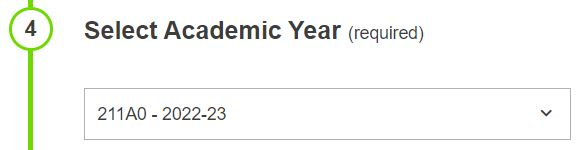 4
Select Academic Year (required)
211A0 - 2022-23